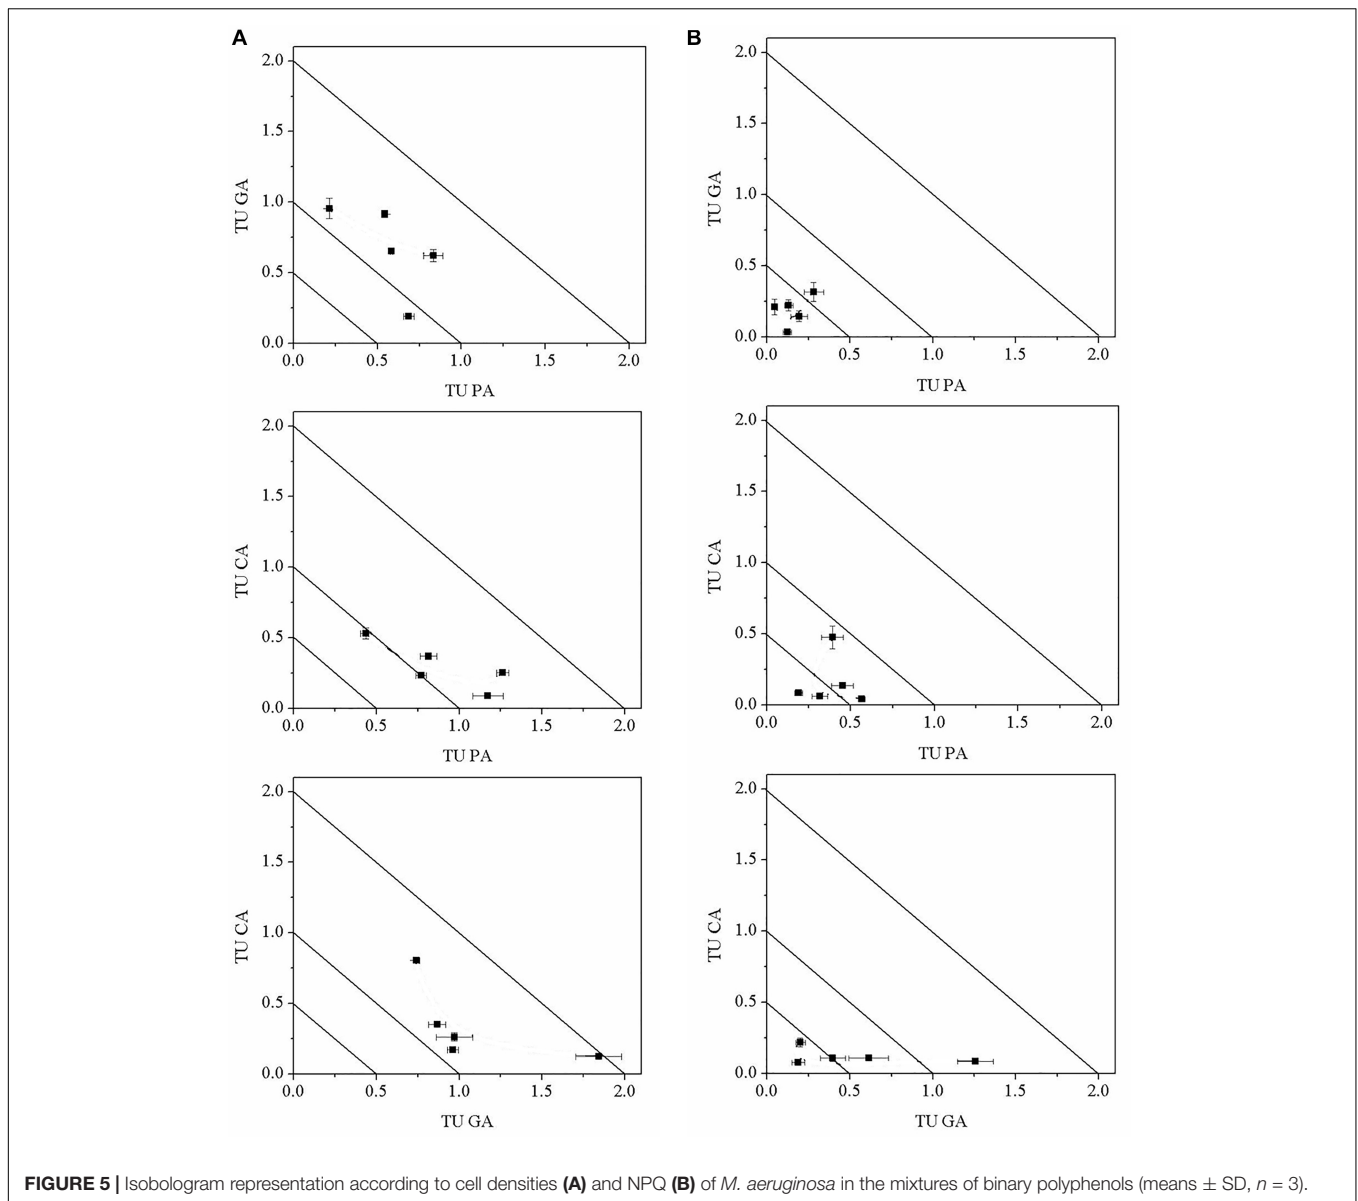 A
B
2.0
1.5
1.0
0.5
0.0
TU GA
0.0 0.5 1.0 1.5 2.0
TU PA
2.0
1.5
1.0
0.5
0.0
TU GA
0.0 0.5 1.0 1.5 2.0
TU PA
2.0
1.5
1.0
0.5
0.0
TU CA
0.0 0.5 1.0 1.5 2.0
TU PA
2.0
1.5
1.0
0.5
0.0
TU CA
0.0 0.5 1.0 1.5 2.0
TU PA
2.0
1.5
1.0
0.5
0.0
TU CA
0.0 0.5 1.0 1.5 2.0
TU GA
2.0
1.5
1.0
0.5
0.0
TU CA
0.0 0.5 1.0 1.5 2.0
TU GA
FIGURE 5 | Isobologram representation according to cell densities (A) and NPQ (B) of M. aeruginosa in the mixtures of binary polyphenols (means ± SD, n = 3).